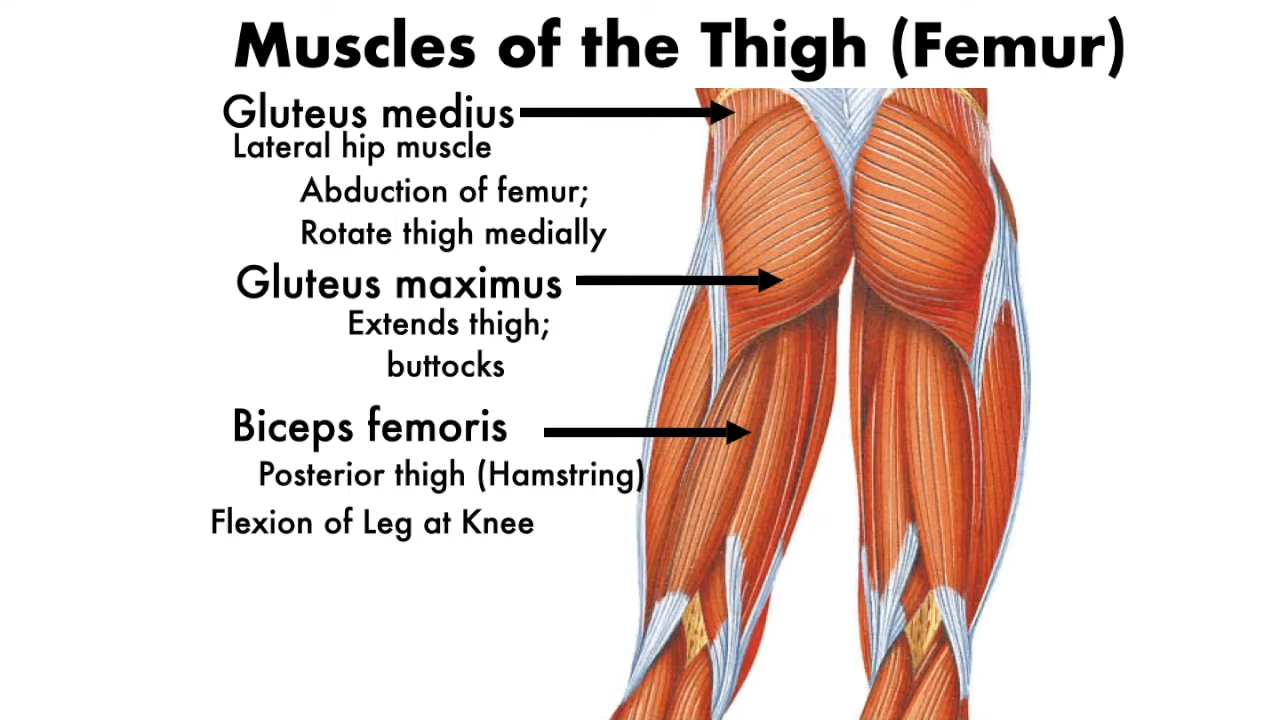 Muscles of the Thigh (Femur)
Gluteus medius
Lateral hip muscle
Abduction of femur;
Rotate thigh medially
Gluteus maximus
Extends thigh;
buttocks
Biceps femoris
Posterior thigh (Hamstring)
Flexion of Leg at Knee